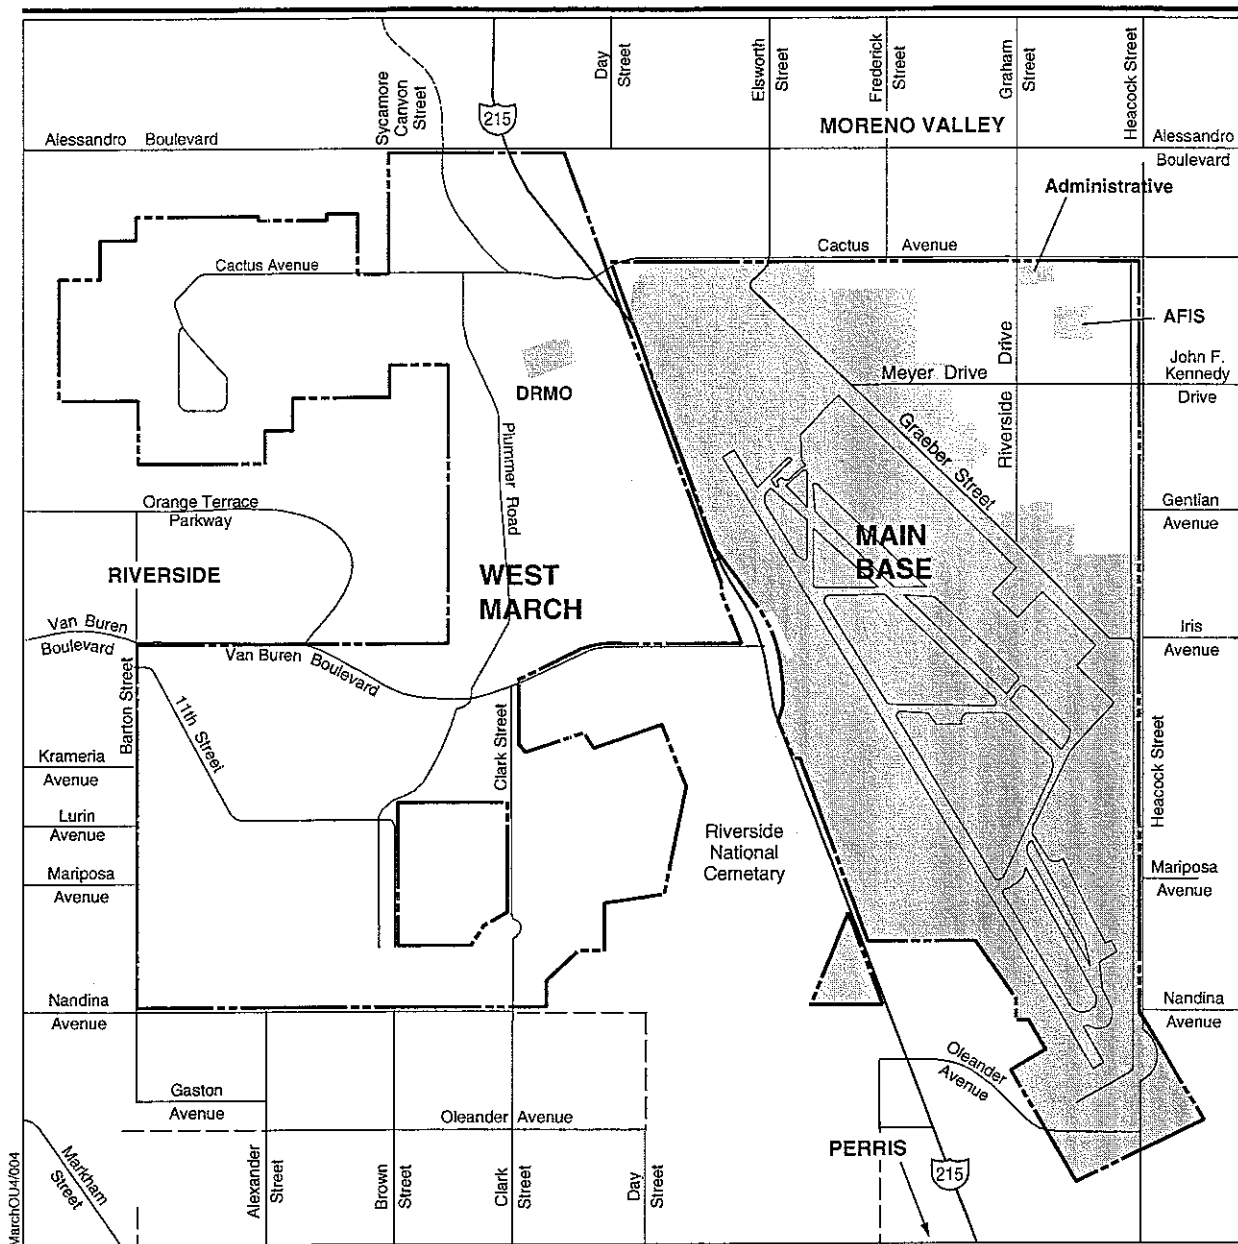 Sycamore
Canyon
Street
215
Day
Street
Elsworth
Street
Frederick
Street
Graham
Street
Heacock Street
MORENO VALLEY
Alessandro Boulevard
Alessandro
Boulevard
Administrative
Cactus Avenue
Cactus Avenue
AFIS
John F.
Kennedy
Drive
Meyer Drive
Riverside Drive
DRMO
Plummer Road
Graeber Street
Orange Terrace
Parkway
Gentian
Avenue
MAIN
BASE
RIVERSIDE
WEST
MARCH
Van Buren
Boulevard
Van Buren Boulevard
Iris
Avenue
Barton Street
11th Street
Clark Street
Heacock Street
Krameria
Avenue
Lurin
Avenue
Riverside
National
Cemetary
Mariposa
Avenue
Mariposa
Avenue
Nandina
Avenue
Nandina
Avenue
Oleander
Avenue
Gaston
Avenue
Oleander Avenue
PERRIS
215
Markham
Street
Alexander
Street
Brown
Street
Clark
Street
Day
Street
MarchOU4/004